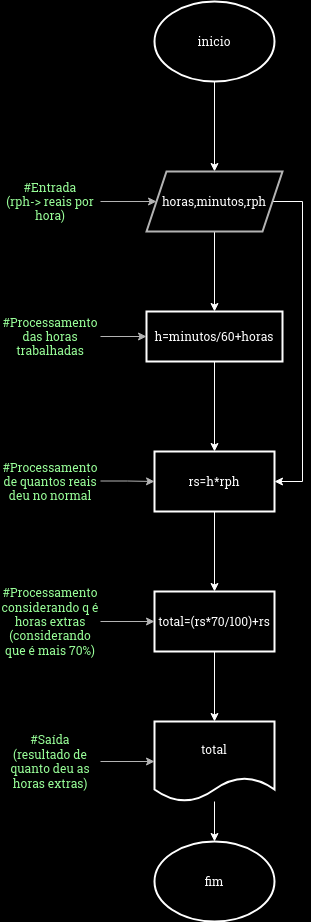 inicio
#Entrada
(rph-> reais por
hora)
horas,minutos,rph
#Processamento
das horas
trabalhadas
h=minutos/60+horas
#Processamento
de quantos reais
deu no normal
rs=h*rph
#Processamento
considerando q é
horas extras
(considerando
que é mais 70%)
total=(rs*70/100)+rs
#Saída
(resultado de
quanto deu as
horas extras)
total
fim